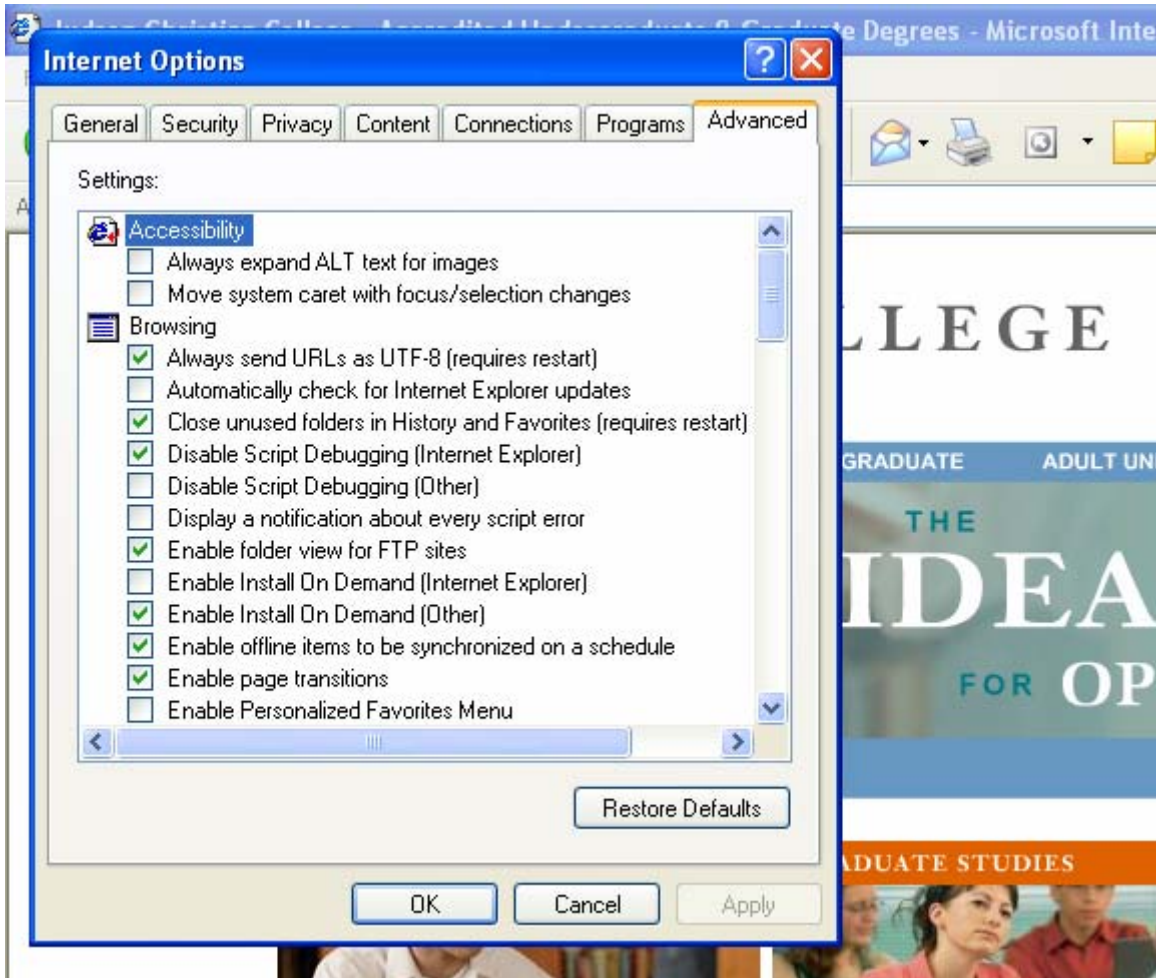 e Degrees - Microsoft Inte
Internet Options
General Security Privacy Content Connections Programs Advanced
Settings:
Accessibility
Always expand ALT text for images
Move system caret with focus/selection changes
Browsing
Always send URLs as UTF-8 (requires restart)
Automatically check for Internet Explorer updates
Close unused folders in History and Favorites (requires restart)
Disable Script Debugging (Internet Explorer)
Disable Script Debugging (Other)
Display a notification about every script error
Enable folder view for FTP sites
Enable Install On Demand (Internet Explorer)
Enable Install On Demand (Other)
Enable offline items to be synchronized on a schedule
Enable page transitions
Enable Personalized Favorites Menu
Restore Defaults
OK Cancel Apply
LLEGE
GRADUATE ADULT UN
THE
IDEA
FOR OP
ADUATE STUDIES